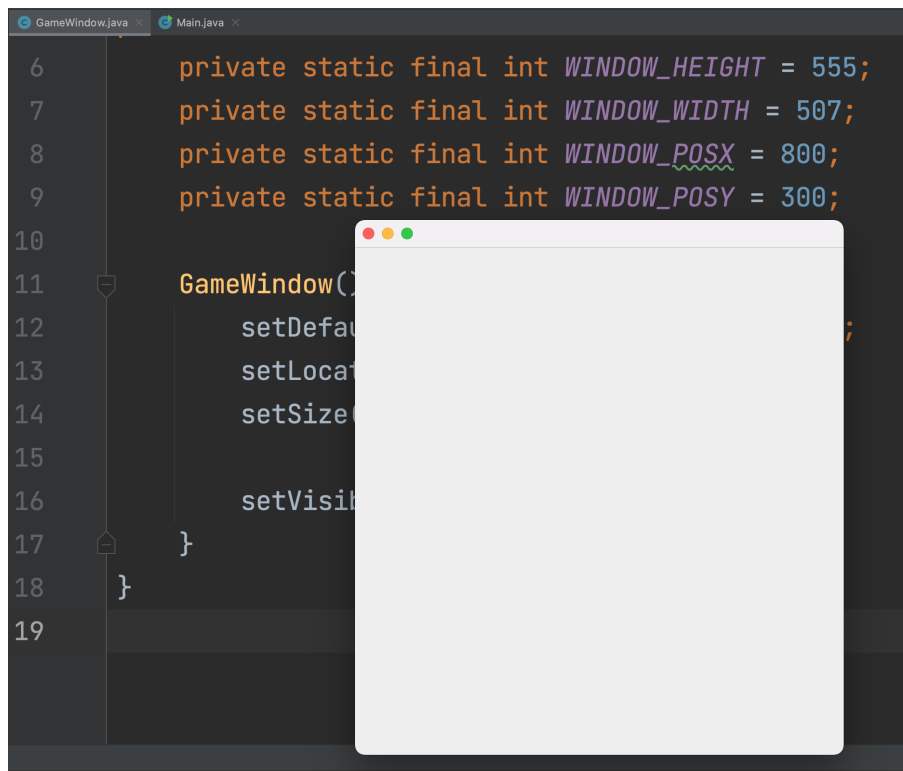 GameWindow.java × Main.java ×
6 private static final int WINDOW_HEIGHT = 555;
7 private static final int WINDOW_WIDTH = 507;
8 private static final int WINDOW_POSX = 800;
9 private static final int WINDOW_POSY = 300;
10
11 GameWindow()
12 setDefau ;
13 setLocat
14 setSize(
15
16 setVisib
17 }
18 }
19